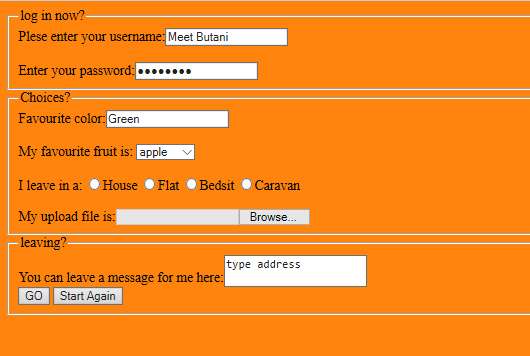 log in now?
Plese enter your username:Meet Butani
Enter your password:●●●●●●●●
Choices?
Favourite color:Green
My favourite fruit is: apple
I leave in a: House Flat Bedsit Caravan
My upload file is: Browse...
leaving?
type address
You can leave a message for me here:
GO Start Again